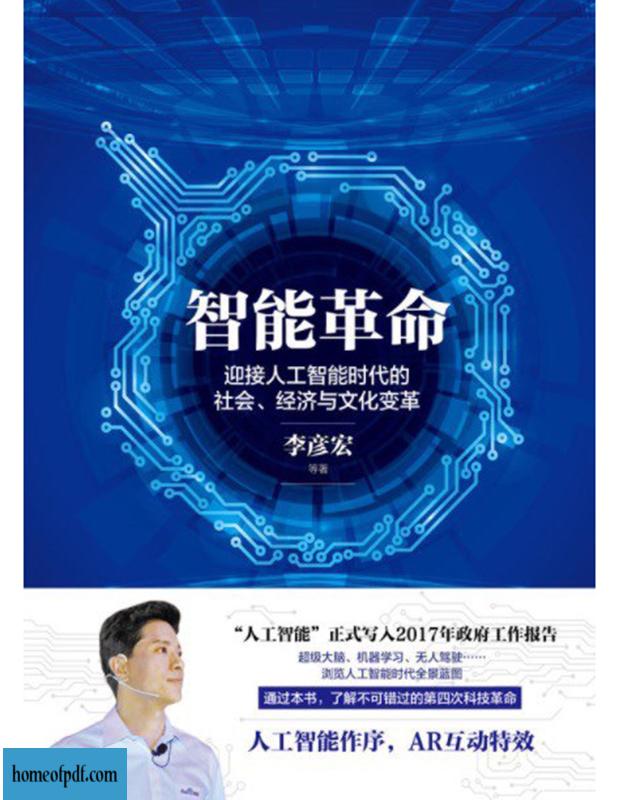 智能革命
迎接人工智能时代的
社会、经济与文化变革
李彦宏
等著
“人工智能”正式写入2017年政府工作报告
超级大脑、机器学习、无人驾驶……
浏览人工智能时代全景蓝图
通过本书，了解不可错过的第四次科技革命
人工智能作序，AR互动特效
homeofpdf.com